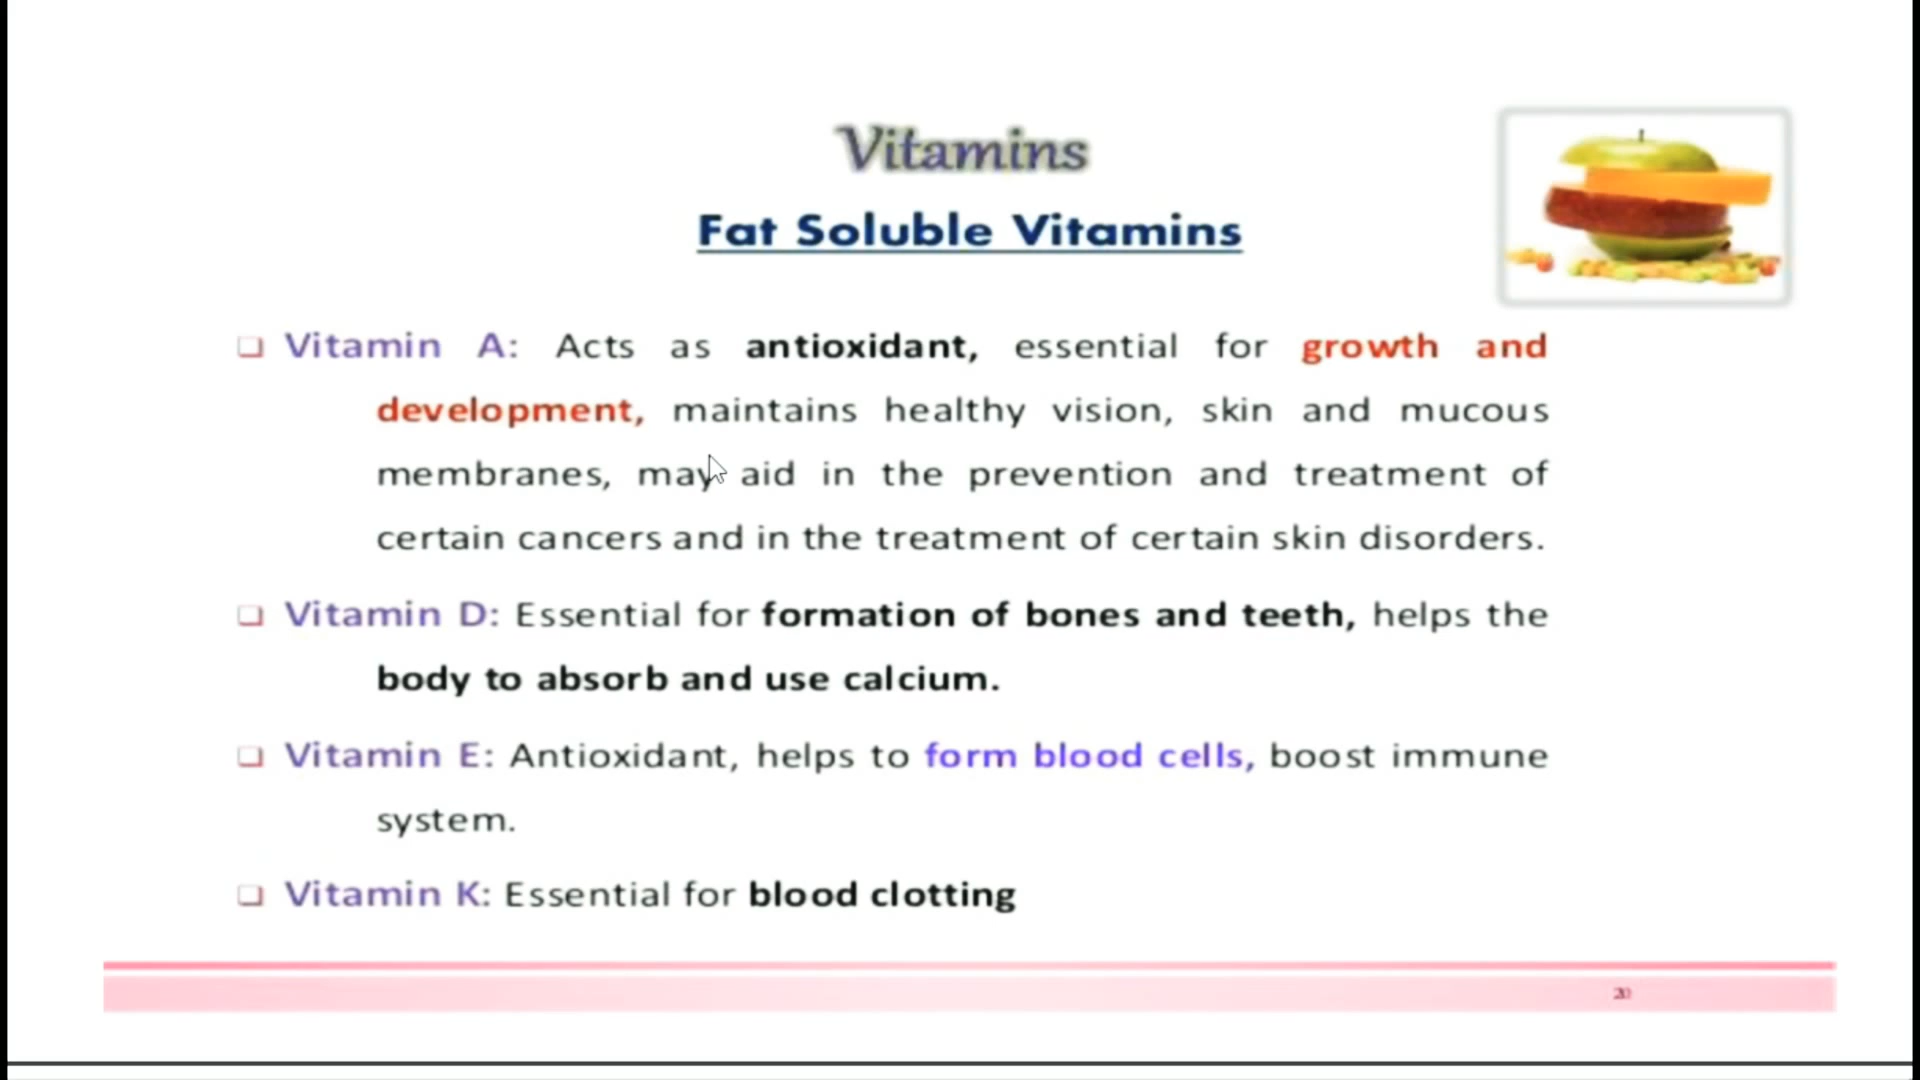 Vitamins
Fat Soluble Vitamins
❑ Vitamin A: Acts as antioxidant, essential for growth and
development, maintains healthy vision, skin and mucous
membranes, may aid in the prevention and treatment of
certain cancers and in the treatment of certain skin disorders.
❑ Vitamin D: Essential for formation of bones and teeth, helps the
body to absorb and use calcium.
❑ Vitamin E: Antioxidant, helps to form blood cells, boost immune
system.
❑ Vitamin K: Essential for blood clotting
20